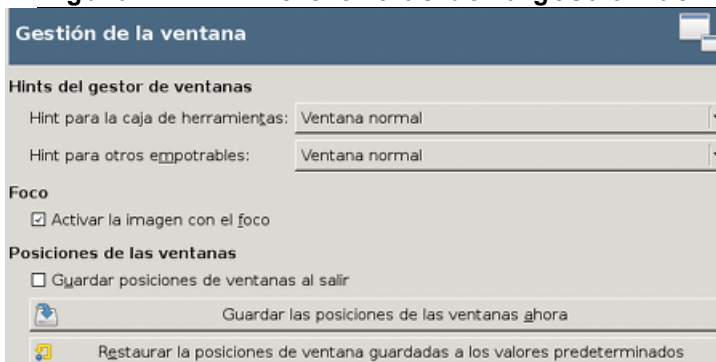 Gestión de la ventana
Hints del gestor de ventanas
Hint para la caja de herramientas: Ventana normal
Hint para otros empotrables: Ventana normal
Foco
Activar la imagen con el foco
Posiciones de las ventanas
Guardar posiciones de ventanas al salir
Guardar las posiciones de las ventanas ahora
Restaurar la posiciones de ventana guardadas a los valores predeterminados